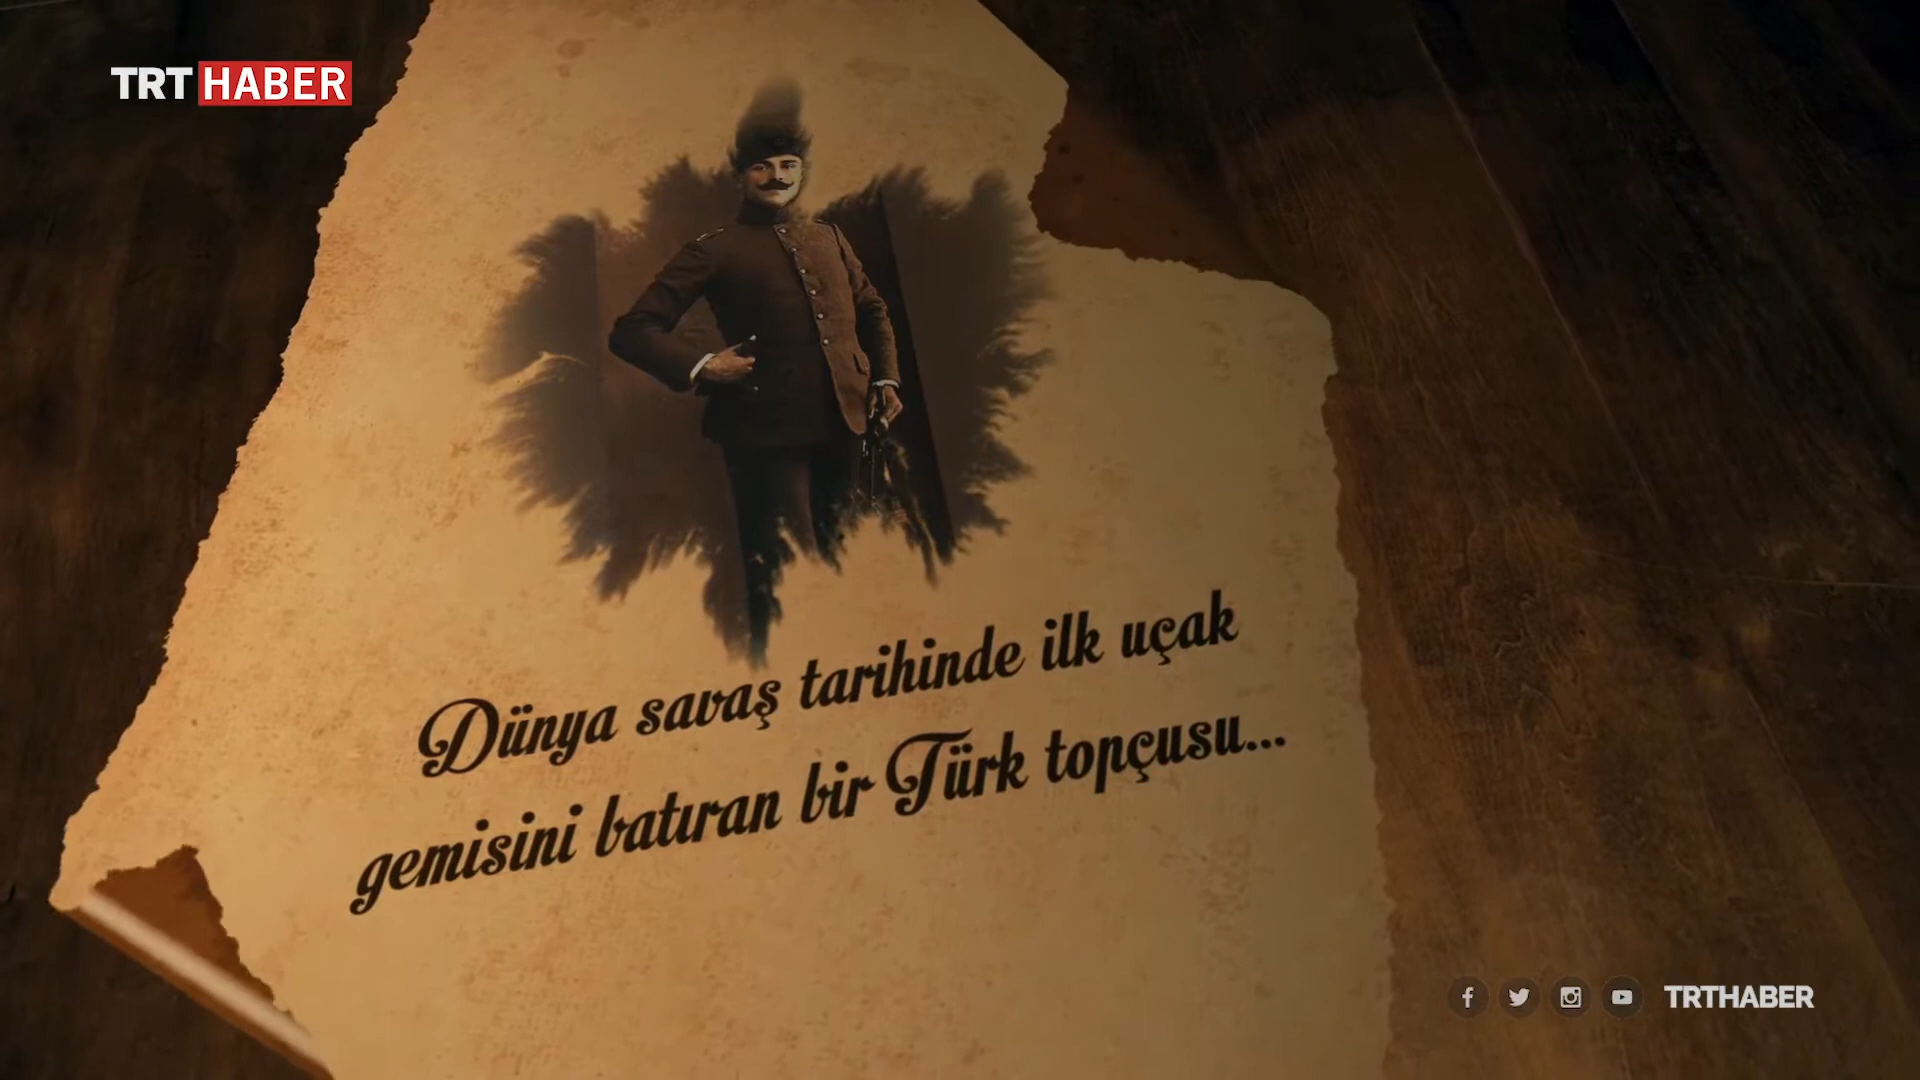 TRT HABER
Dünya savaş tarihinde ilk uçak
gemisini batıran bir Türk topçusu...
TRTHABER